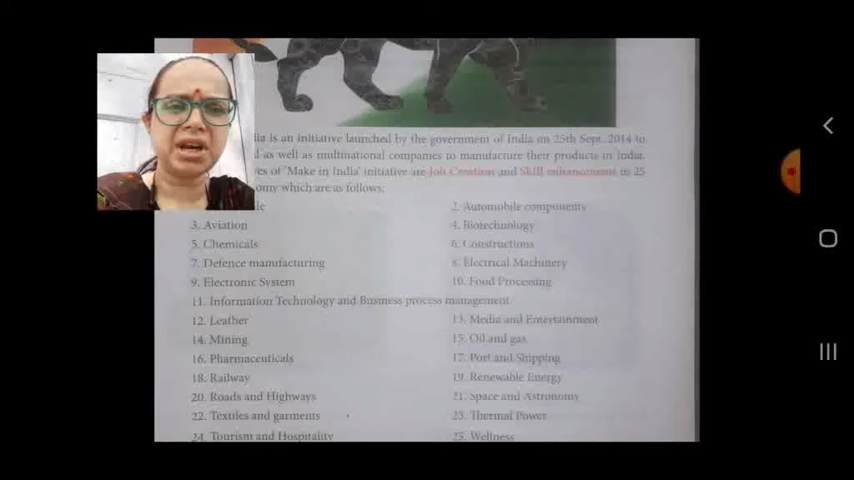 is an initiative launched by the government of India on 25th Sept. 2014 to
as well as multinational companies to manufacture their products in India.
of 'Make in India' initiative are Job Creation and Skill enhancement in 25
which are as follows:
2. Automobile components
3. Aviation 4. Biotechnology
5. Chemicals 6. Constructions
7. Defence manufacturing 8. Electrical Machinery
9. Electronic System 10. Food Processing
11. Information Technology and Business process management
12. Leather 13. Media and Entertainment
14. Mining 15. Oil and gas
16. Pharmaceuticals 17. Port and Shipping
18. Railway 19. Renewable Energy
20. Roads and Highways 21. Space and Astronomy
22. Textiles and garments 23. Thermal Power
24. Tourism and Hospitality 25. Wellness